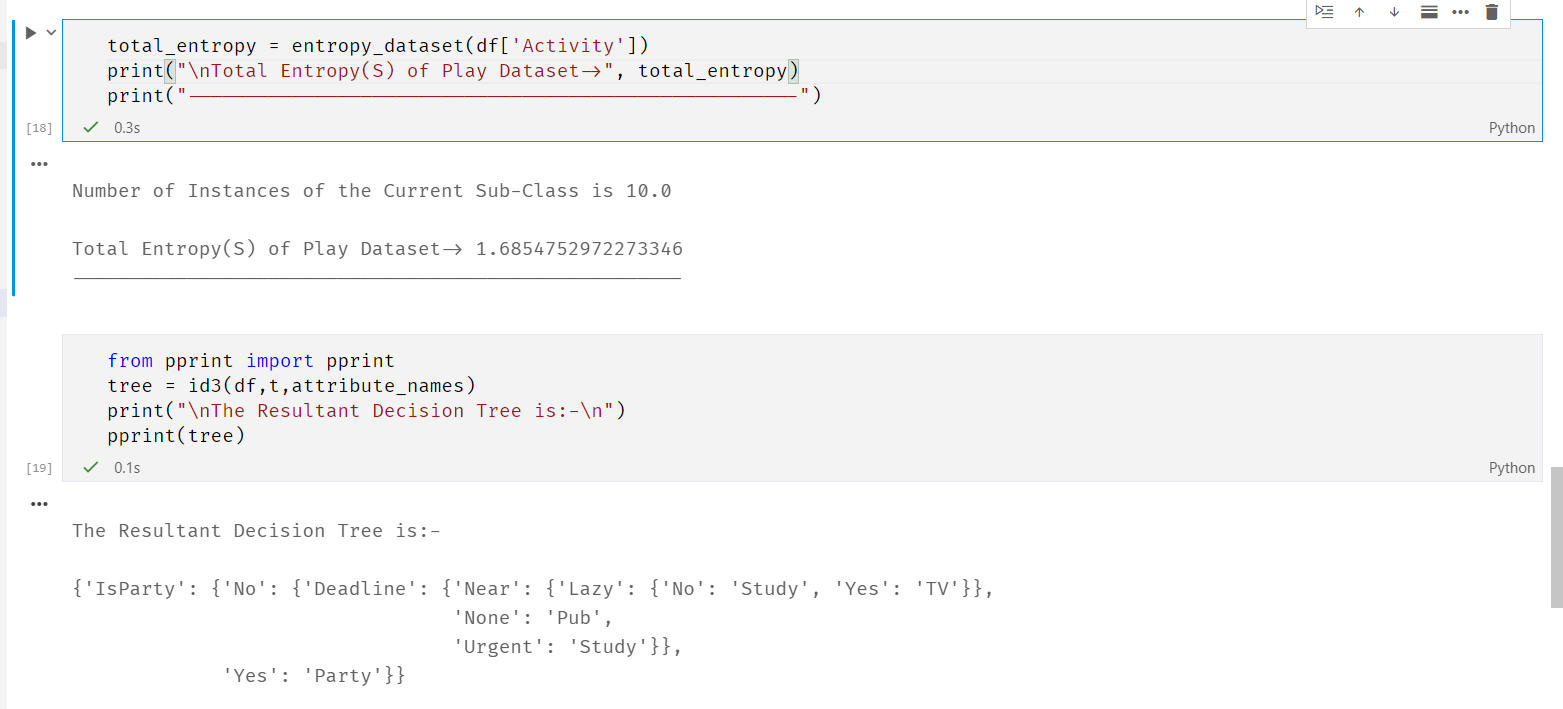 total_entropy = entropy_dataset(df['Activity'])
print("\nTotal Entropy(S) of Play Dataset->", total_entropy)
print("-----------------------------------------------------")
[18] 0.3s Python
Number of Instances of the Current Sub-Class is 10.0
Total Entropy(S) of Play Dataset-> 1.6854752972273346
-----------------------------------------------------
from pprint import pprint
tree = id3(df,t,attribute_names)
print("\nThe Resultant Decision Tree is:-\n")
pprint(tree)
[19] 0.1s Python
The Resultant Decision Tree is:-
{'IsParty': {'No': {'Deadline': {'Near': {'Lazy': {'No': 'Study', 'Yes': 'TV'}},
'None': 'Pub',
'Urgent': 'Study'}},
'Yes': 'Party'}}